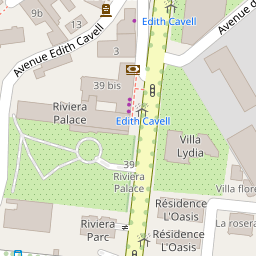 9b
13
Edith Cavell
Avenue Edith Cavell
3
Avenue d
39 bis
Riviera
Palace
Edith Cavell
Villa
Lydia
39
Riviera
Palace
Villa flore
Résidence
L'Oasis
Riviera
Parc
La rosera
Résidence
L'Oasis